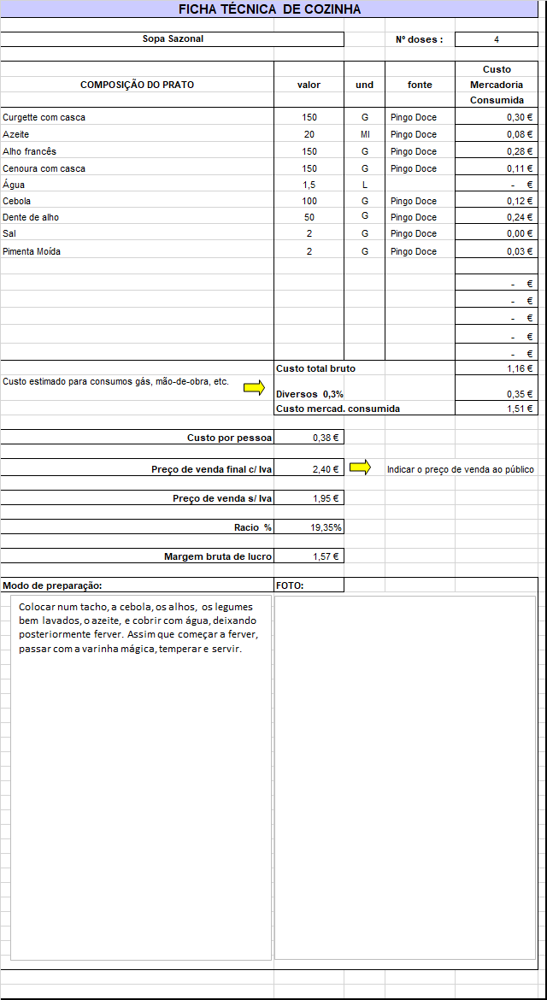 FICHA TÉCNICA DE COZINHA
Sopa Sazonal Nº doses : 4
COMPOSIÇÃO DO PRATO valor und fonte Custo Mercadoria Consumida
Curgette com casca 150 G Pingo Doce 0,30 €
Azeite 20 Ml Pingo Doce 0,08 €
Alho francês 150 G Pingo Doce 0,28 €
Cenoura com casca 150 G Pingo Doce 0,11 €
Água 1,5 L - €
Cebola 100 G Pingo Doce 0,12 €
Dente de alho 50 G Pingo Doce 0,24 €
Sal 2 G Pingo Doce 0,00 €
Pimenta Moída 2 G Pingo Doce 0,03 €
- €
- €
- €
- €
- €
Custo total bruto 1,16 €
Custo estimado para consumos gás, mão-de-obra, etc.
Diversos 0,3% 0,35 €
Custo mercad. consumida 1,51 €
Custo por pessoa 0,38 €
Preço de venda final c/ Iva 2,40 € Indicar o preço de venda ao público
Preço de venda s/ Iva 1,95 €
Racio % 19,35%
Margem bruta de lucro 1,57 €
Modo de preparação: FOTO:
Colocar num tacho, a cebola, os alhos, os legumes
bem lavados, o azeite, e cobrir com água, deixando
posteriormente ferver. Assim que começar a ferver,
passar com a varinha mágica, temperar e servir.